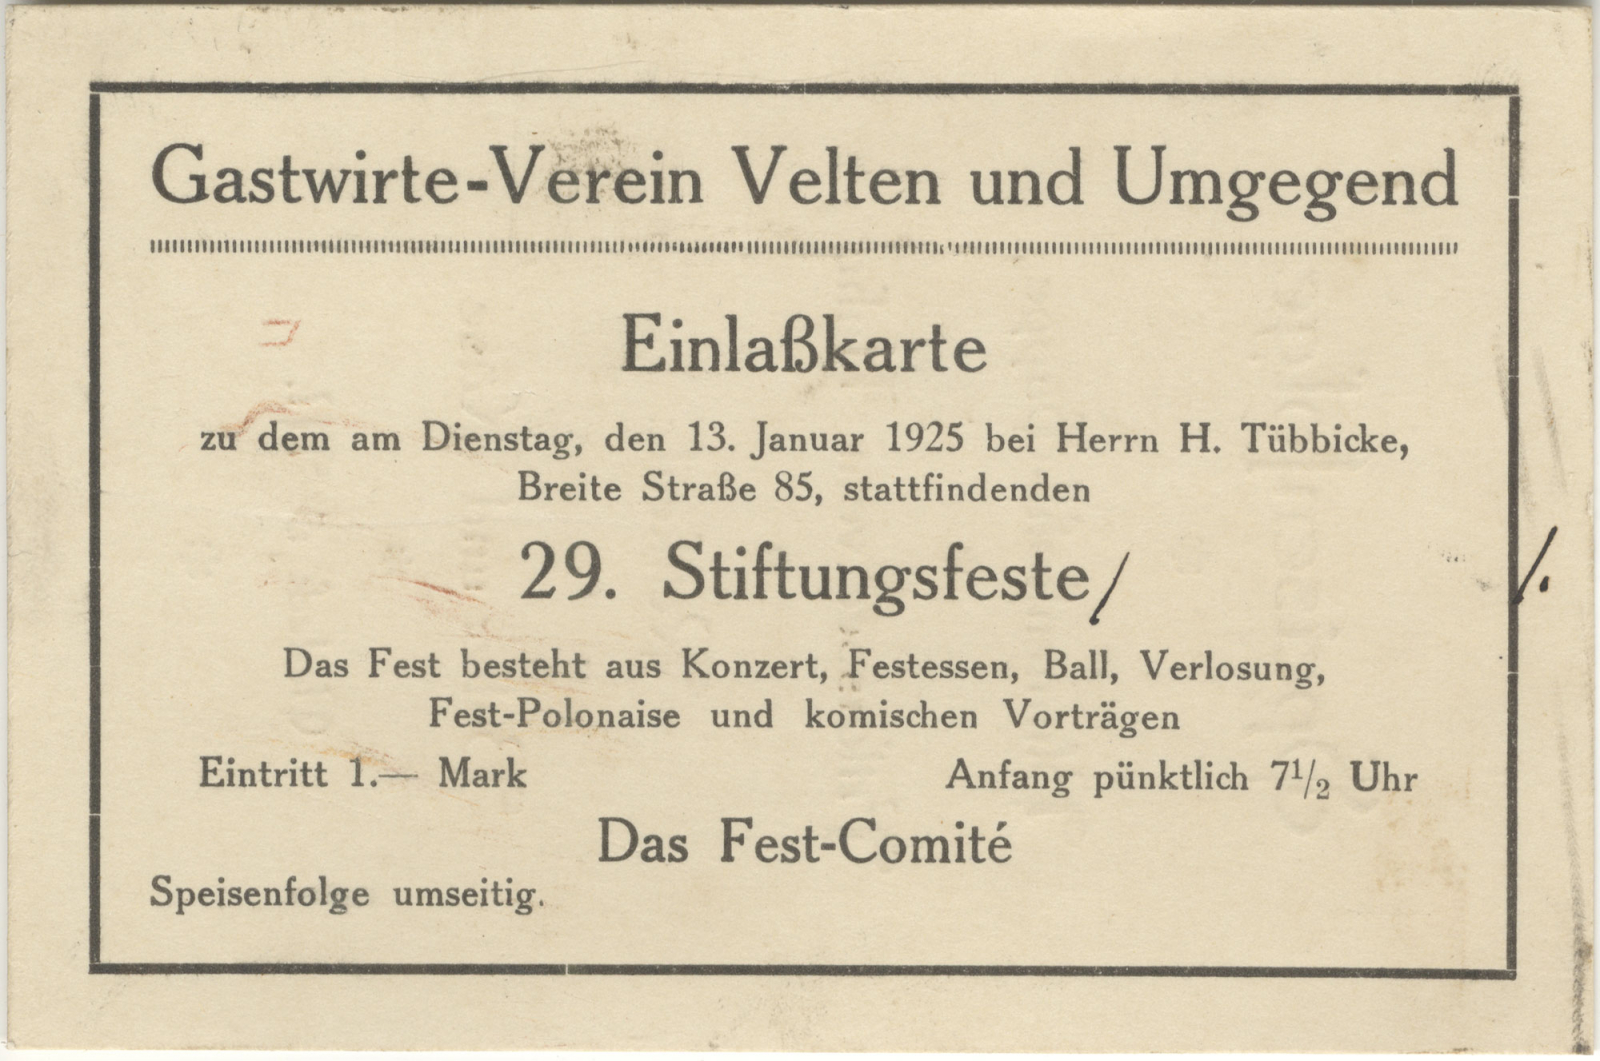 Gastwirte-Verein Velten und Umgegend
Einlaßkarte
zu dem am Dienstag, den 13. Januar 1925 bei Herrn H. Tübbicke,
Breite Straße 85, stattfindenden
29. Stiftungsfeste /
/.
Das Fest besteht aus Konzert, Festessen, Ball, Verlosung,
Fest-Polonaise und komischen Vorträgen
Eintritt 1.— Mark Anfang pünktlich 7½ Uhr
Das Fest-Comité
Speisenfolge umseitig.